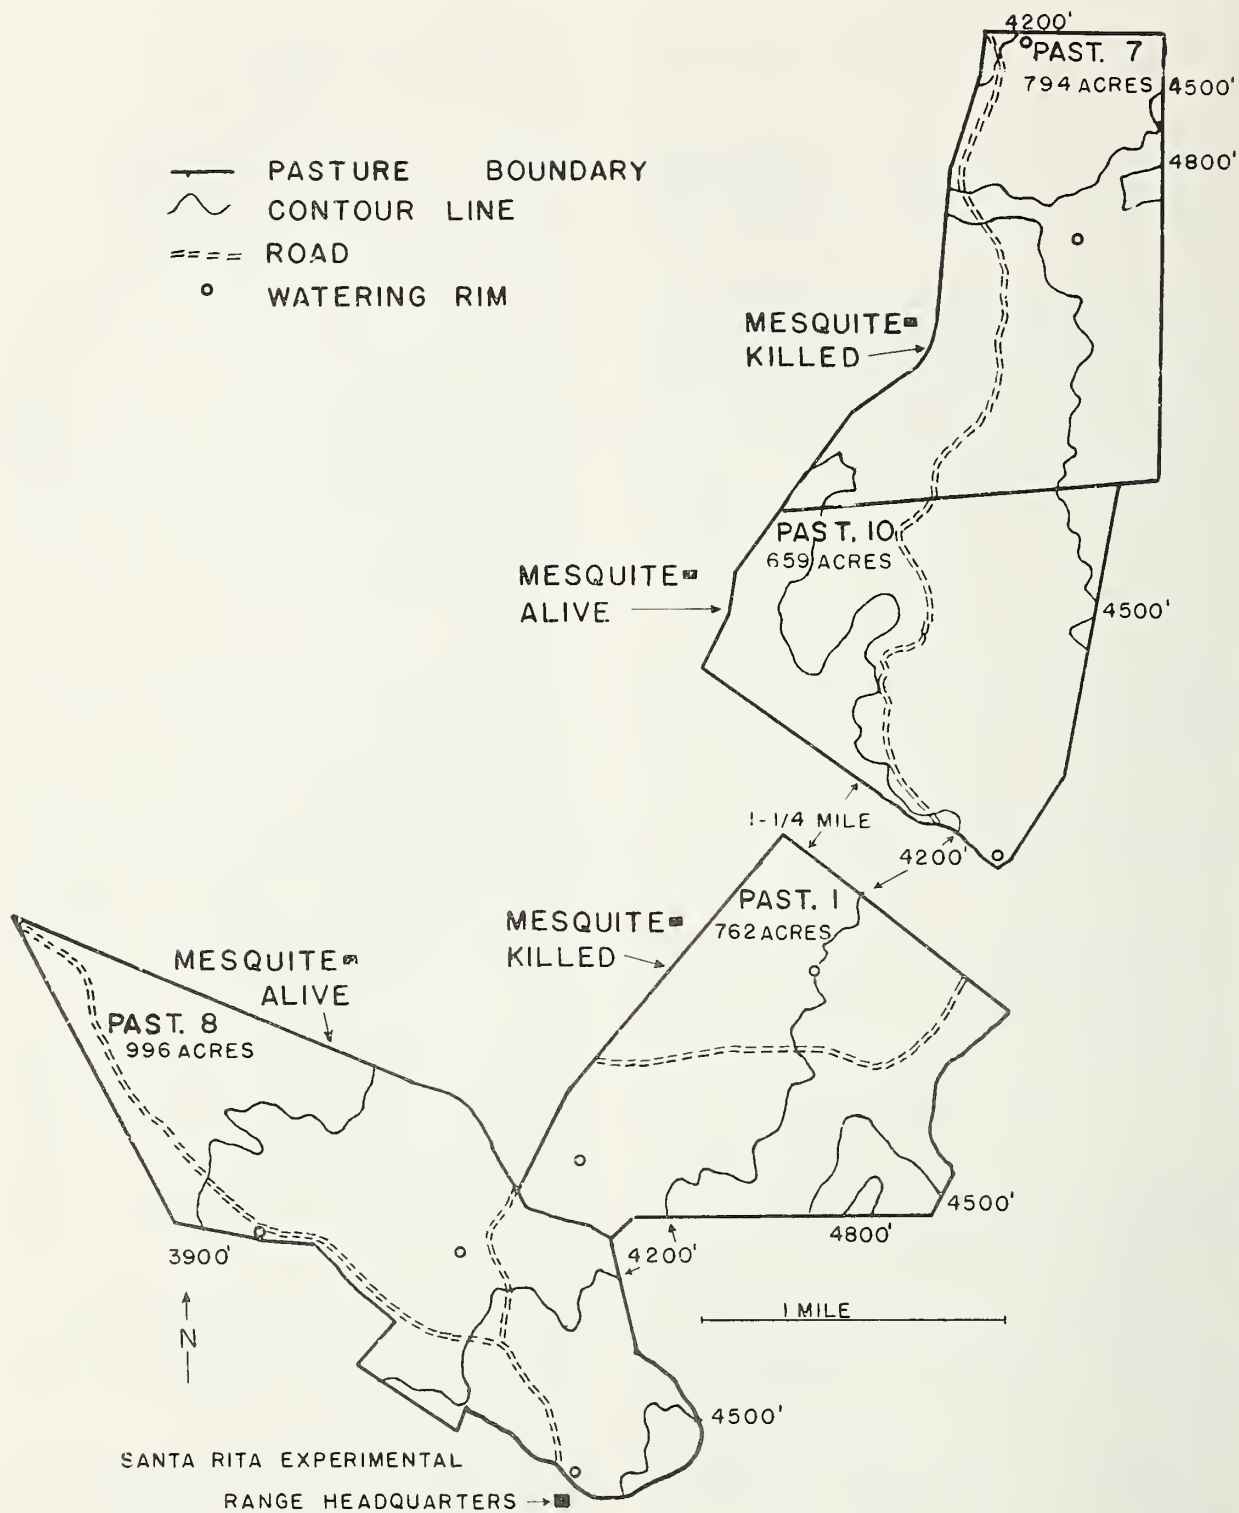 4200'
PAST. 7
794 ACRES
4500'
4800'
PASTURE BOUNDARY
CONTOUR LINE
ROAD
WATERING RIM
MESQUITE
KILLED
PAST. 10
659 ACRES
MESQUITE
ALIVE
4500'
1-1/4 MILE
4200'
PAST. 1
762 ACRES
MESQUITE
KILLED
MESQUITE
ALIVE
PAST. 8
996 ACRES
4500'
4800'
4200'
3900'
1 MILE
N
4500'
SANTA RITA EXPERIMENTAL
RANGE HEADQUARTERS